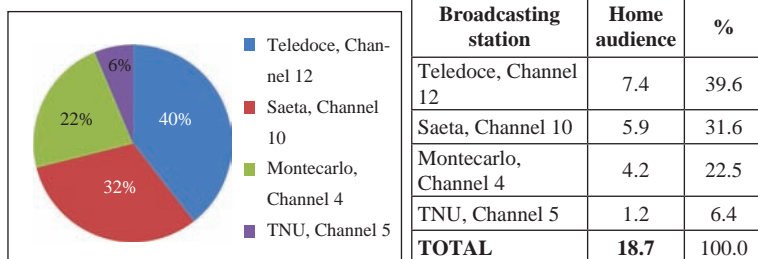 6%
22%
40%
32%
Teledoce, Chan-
nel 12
Saeta, Channel
10
Montecarlo,
Channel 4
TNU, Channel 5
Broadcasting station Home audience %
Teledoce, Channel 12 7.4 39.6
Saeta, Channel 10 5.9 31.6
Montecarlo, Channel 4 4.2 22.5
TNU, Channel 5 1.2 6.4
TOTAL 18.7 100.0